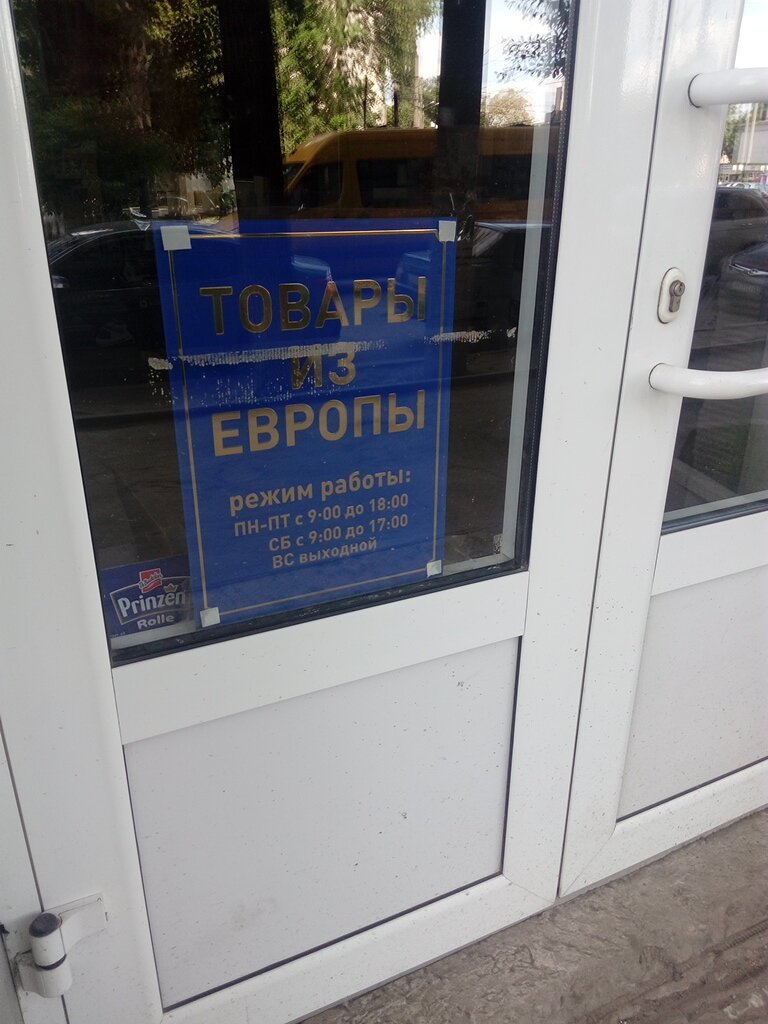 ТОВАРЫ
ИЗ
ЕВРОПЫ
режим работы:
ПН-ПТ с 9·00 до 18:00
СБ с 9:00 до 17:00
ВС выходной
Prinzen
Rolle